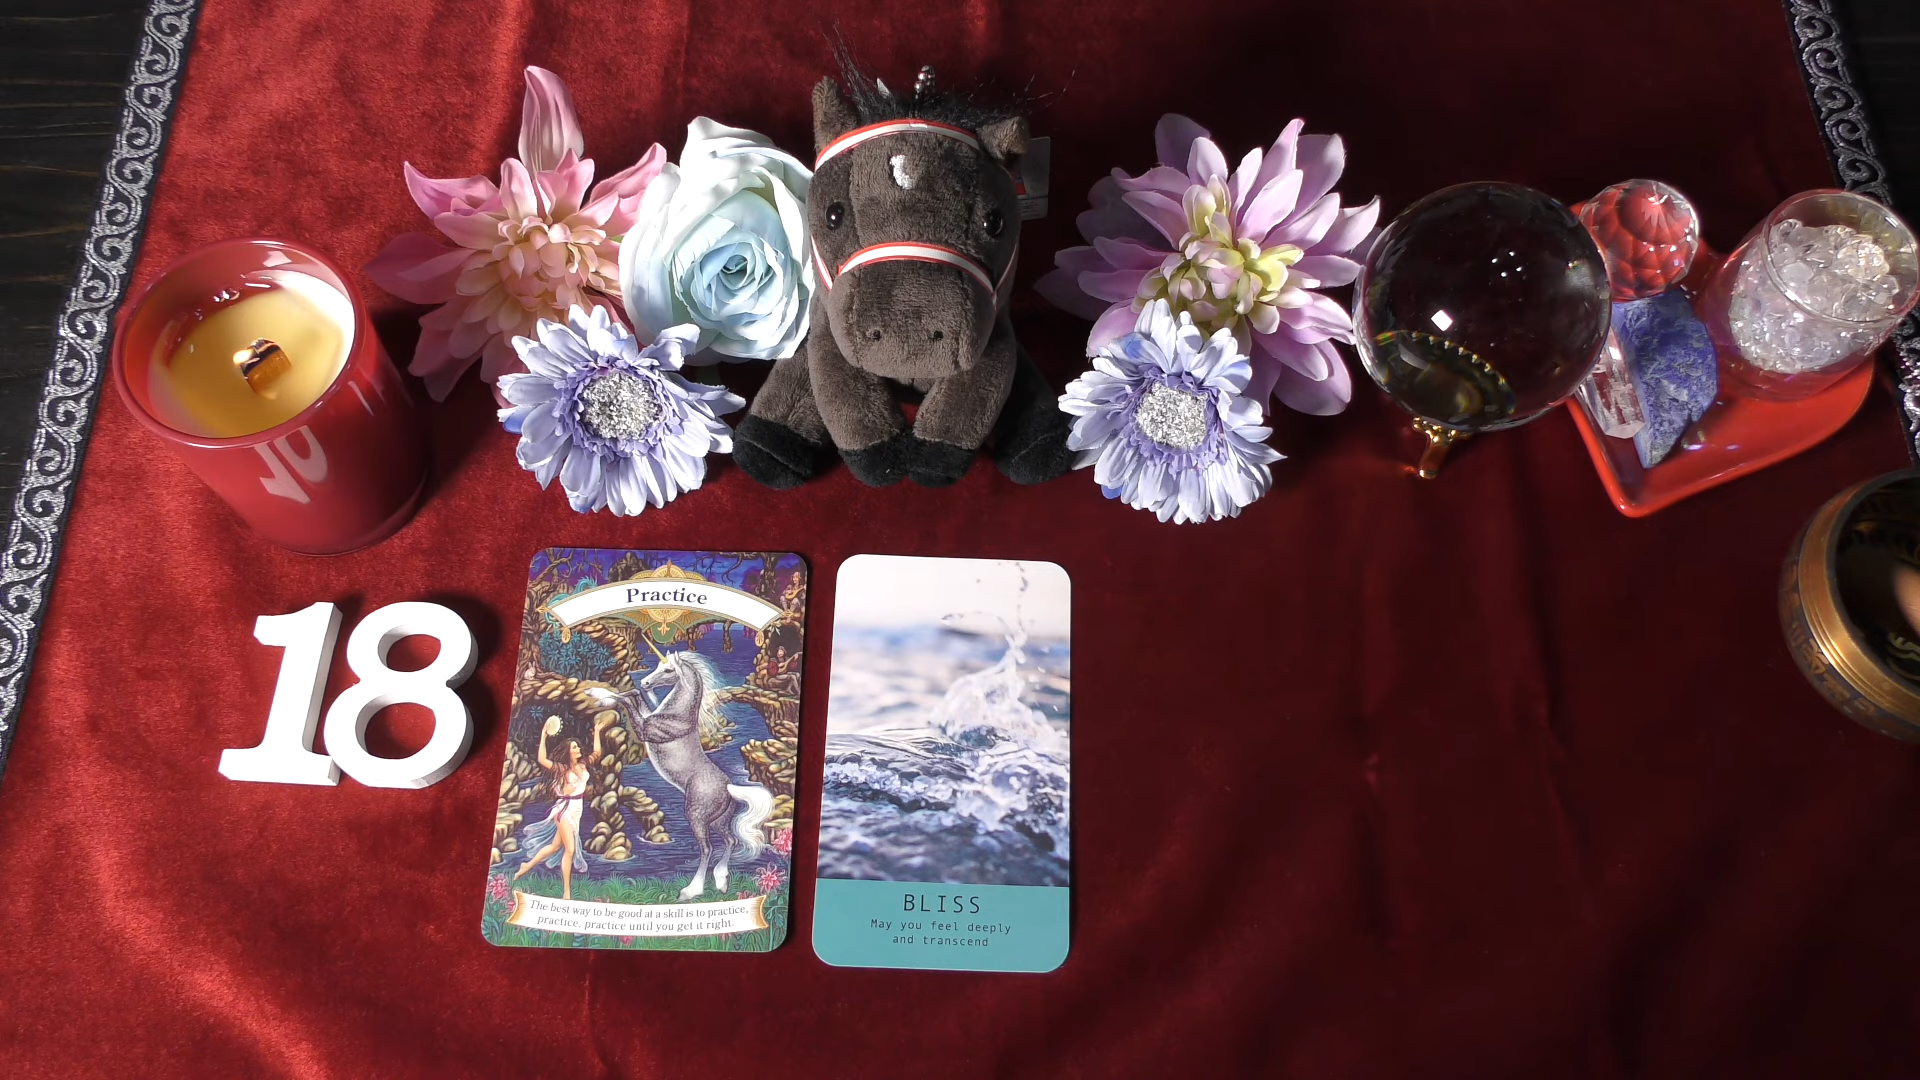 18
Practice
The best way to be good at a skill is to practice,
practice, practice until you get it right.
BLISS
May you feel deeply
and transcend